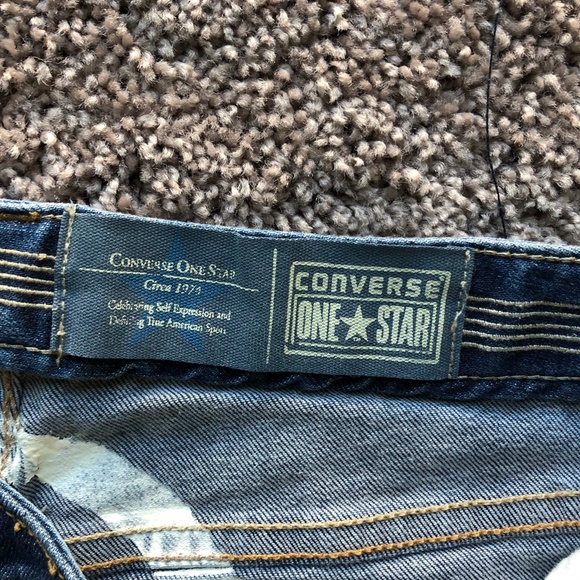 CONVERSE ONE STAR
Circa 1974
Celebrating Self Expression and
Defining True American Sport
CONVERSE
ONE★STAR